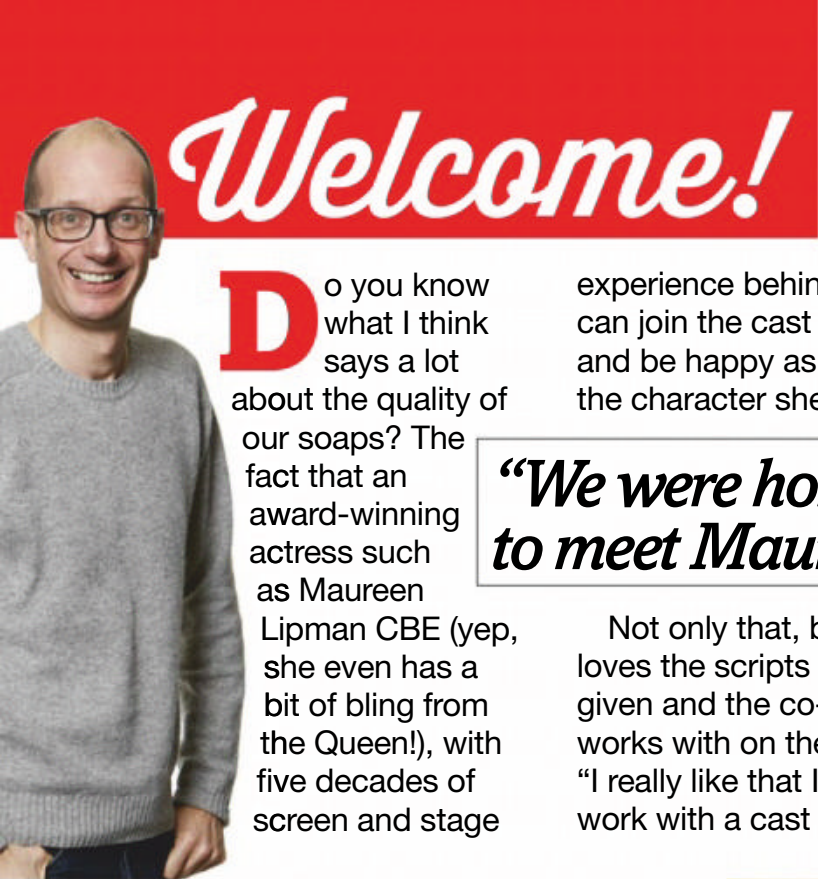 Welcome!
Do you know
what I think
says a lot
about the quality of
our soaps? The
fact that an
award-winning
actress such
as Maureen
Lipman CBE (yep,
she even has a
bit of bling from
the Queen!), with
five decades of
screen and stage
experience
can join the cast
and be happy as
the character she
“We were
to meet
Not only that,
loves the scripts
given and the
works with on
“I really like that I
work with a cast